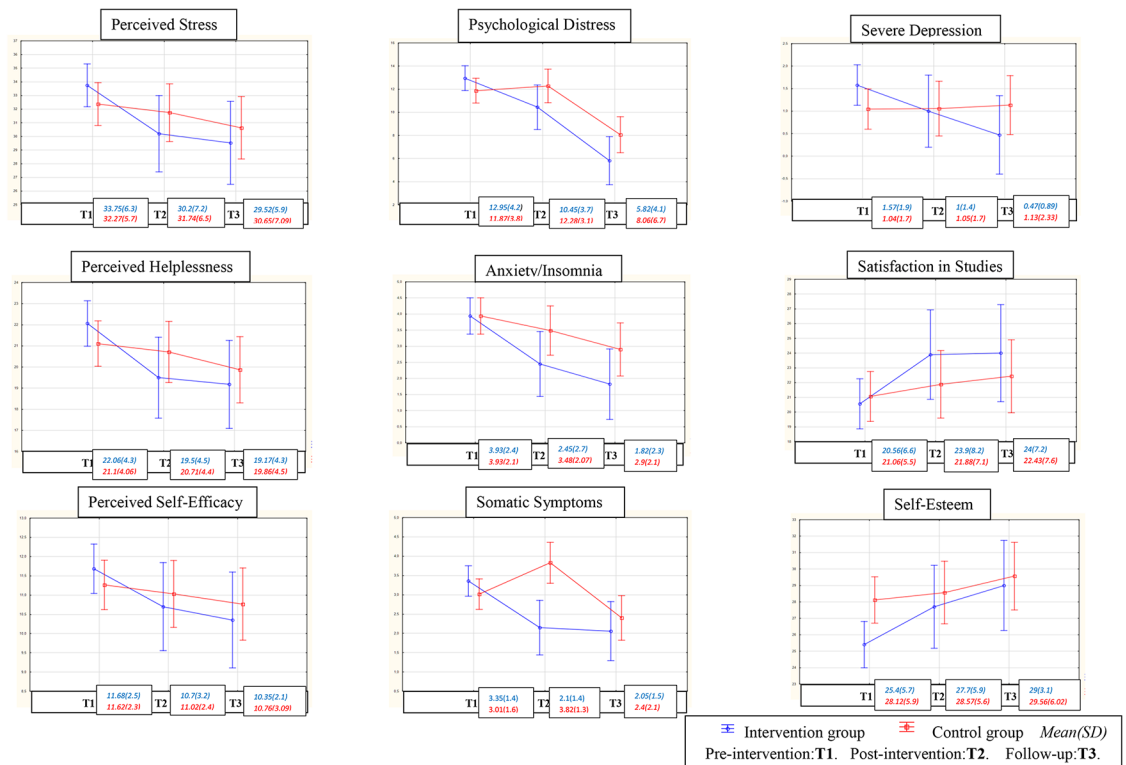 Perceived Stress
T1 33.75(6.3) T2 30.2(7.2) T3 29.52(5.9)
32.27(5.7) 31.74(6.5) 30.65(7.09)
Psychological Distress
T1 12.95(4.2) T2 10.45(3.7) T3 5.82(4.1)
11.87(3.8) 12.28(3.1) 8.06(6.7)
Severe Depression
T1 1.57(1.9) T2 1(1.4) T3 0.47(0.89)
1.04(1.7) 1.05(1.7) 1.13(2.33)
Perceived Helplessness
T1 22.06(4.3) T2 19.5(4.5) T3 19.17(4.3)
21.1(4.06) 20.71(4.4) 19.86(4.5)
Anxiety/Insomnia
T1 3.93(2.4) T2 2.45(2.7) T3 1.82(2.3)
3.93(2.1) 3.48(2.07) 2.9(2.1)
Satisfaction in Studies
T1 20.56(6.6) T2 23.9(8.2) T3 24(7.2)
21.06(5.5) 21.88(7.1) 22.43(7.6)
Perceived Self-Efficacy
T1 11.68(2.5) T2 10.7(3.2) T3 10.35(2.1)
11.62(2.3) 11.02(2.4) 10.76(3.09)
Somatic Symptoms
T1 3.35(1.4) T2 2.1(1.4) T3 2.05(1.5)
3.01(1.6) 3.82(1.3) 2.4(2.1)
Self-Esteem
T1 25.4(5.7) T2 27.7(5.9) T3 29(3.1)
28.12(5.9) 28.57(5.6) 29.56(6.02)
Intervention group Control group Mean(SD)
Pre-intervention:T1. Post-intervention:T2. Follow-up:T3.